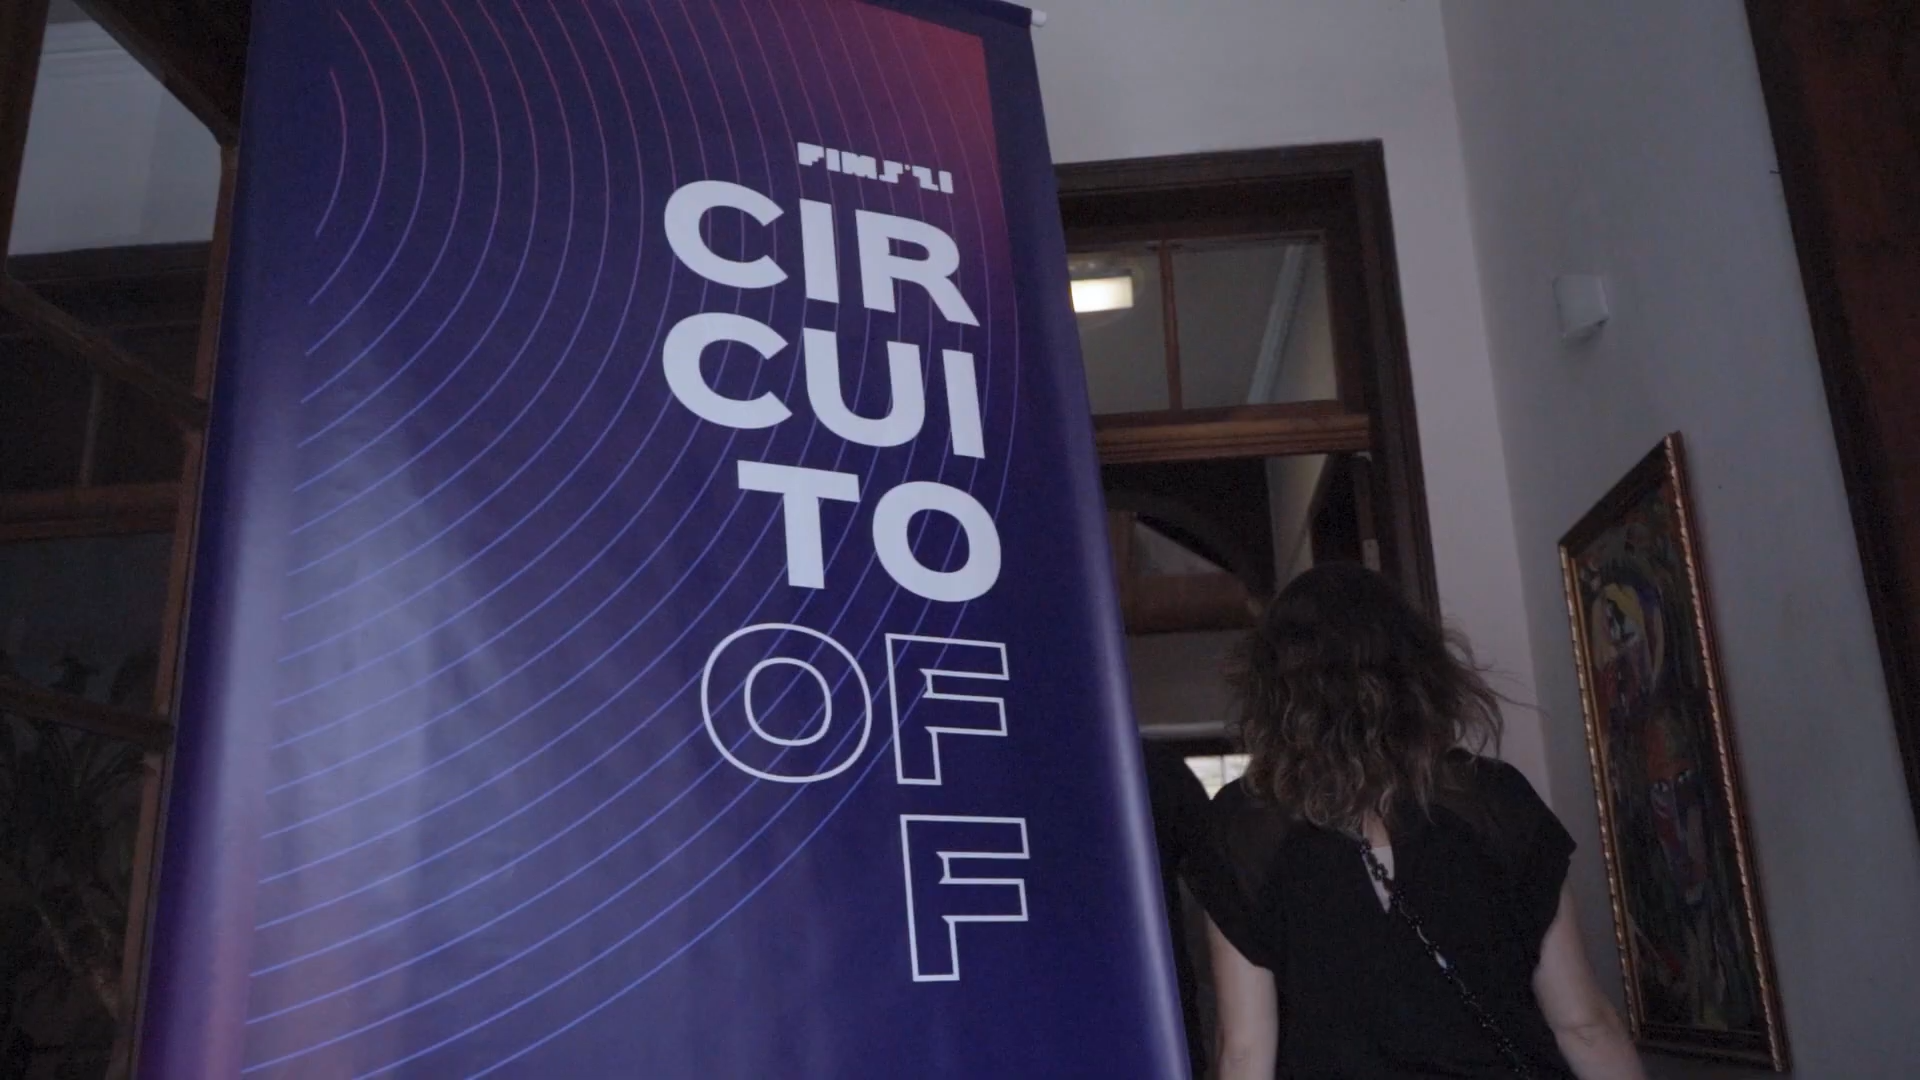 FIMS'21
CIR
CUI
TO
OF
F